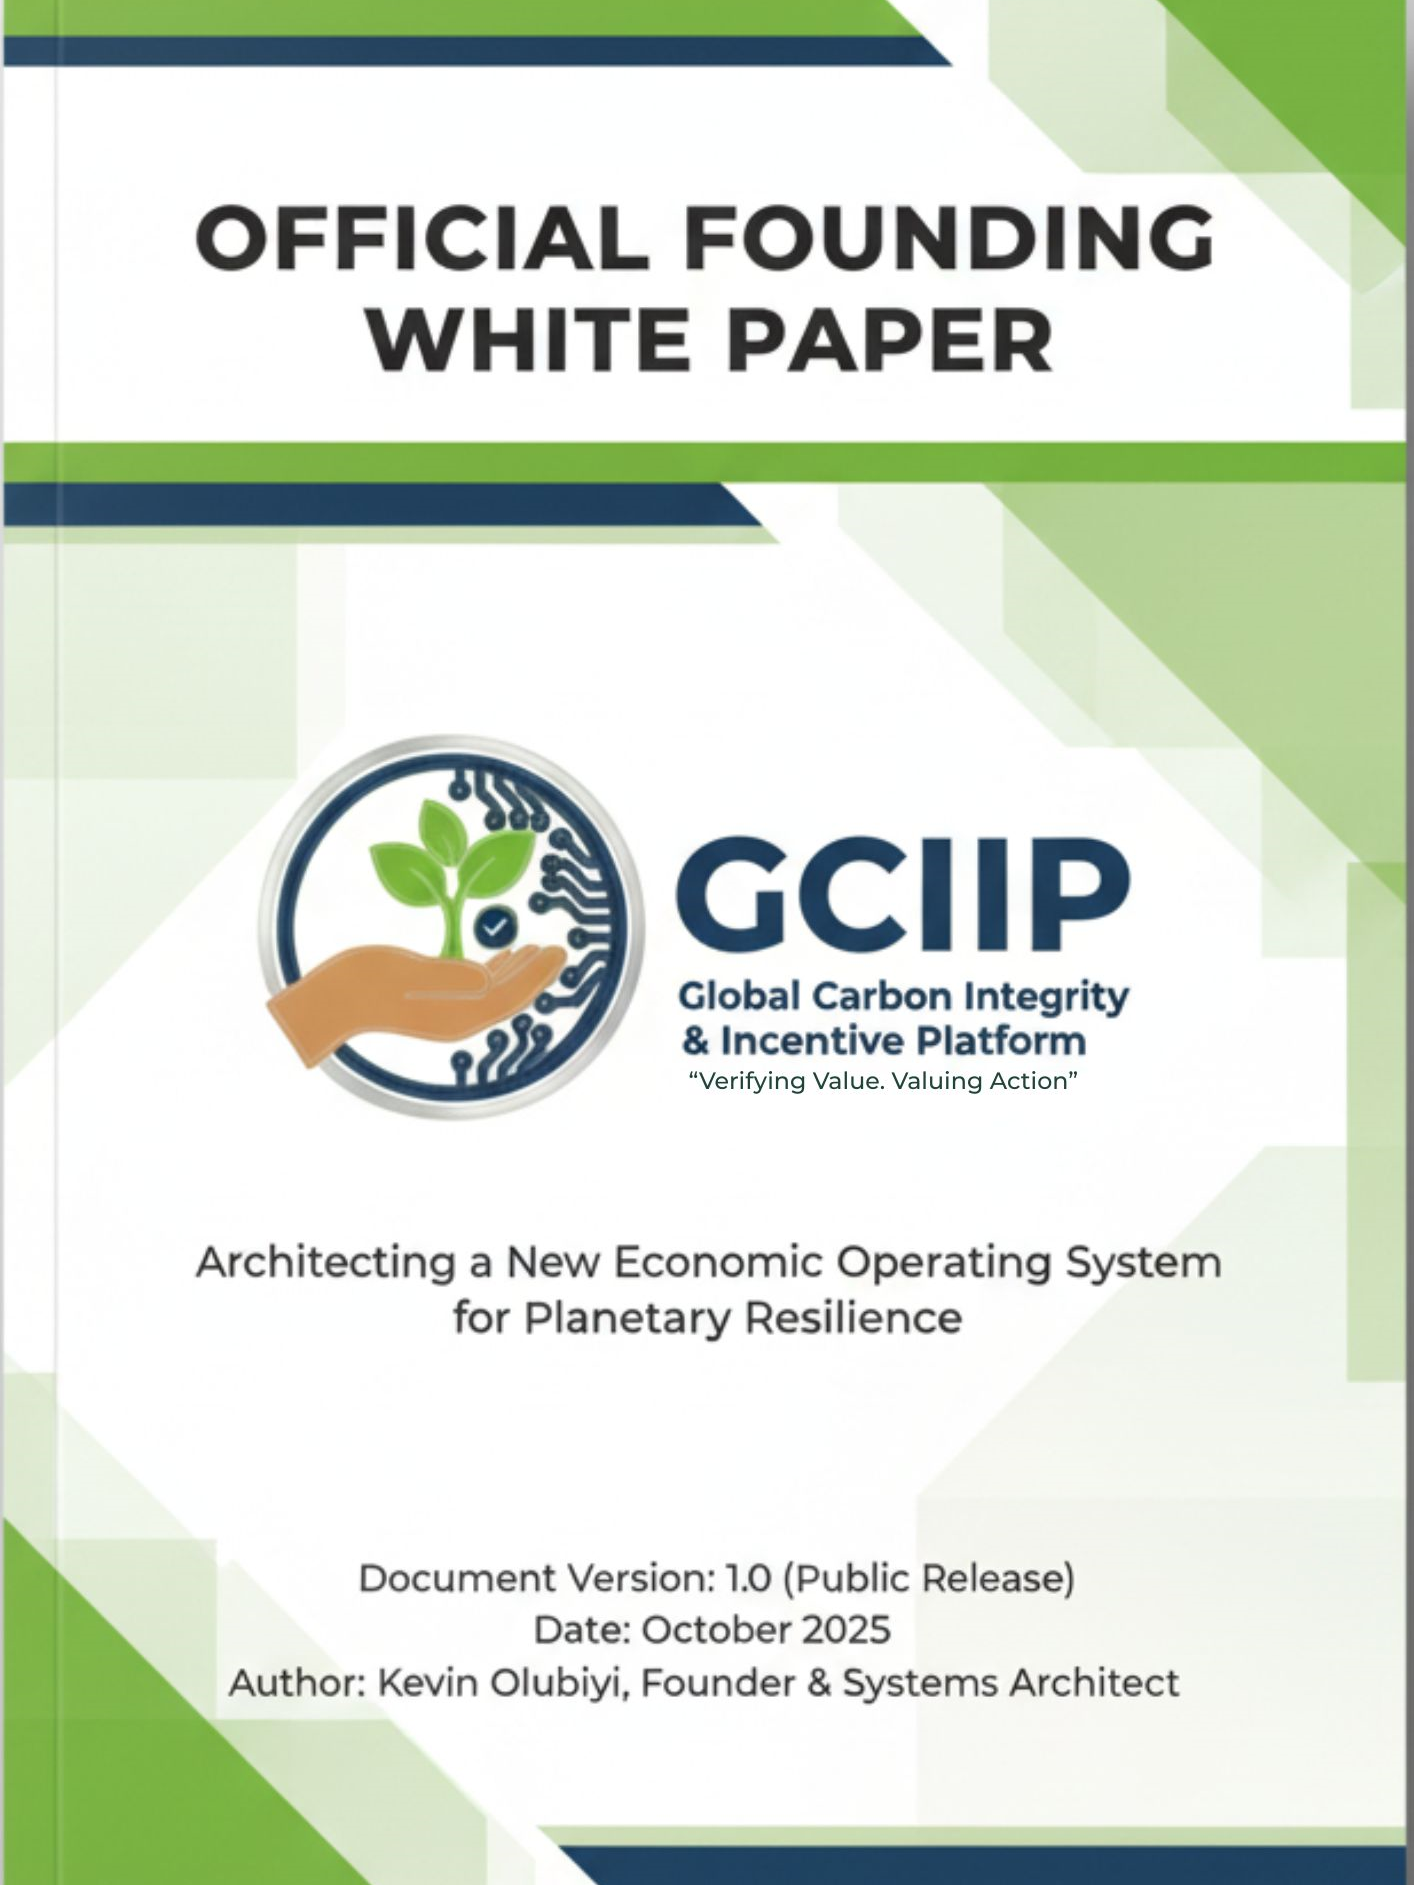 OFFICIAL FOUNDING
WHITE PAPER
GCIIP
Global Carbon Integrity
& Incentive Platform
“Verifying Value. Valuing Action”
Architecting a New Economic Operating System
for Planetary Resilience
Document Version: 1.0 (Public Release)
Date: October 2025
Author: Kevin Olubiyi, Founder & Systems Architect